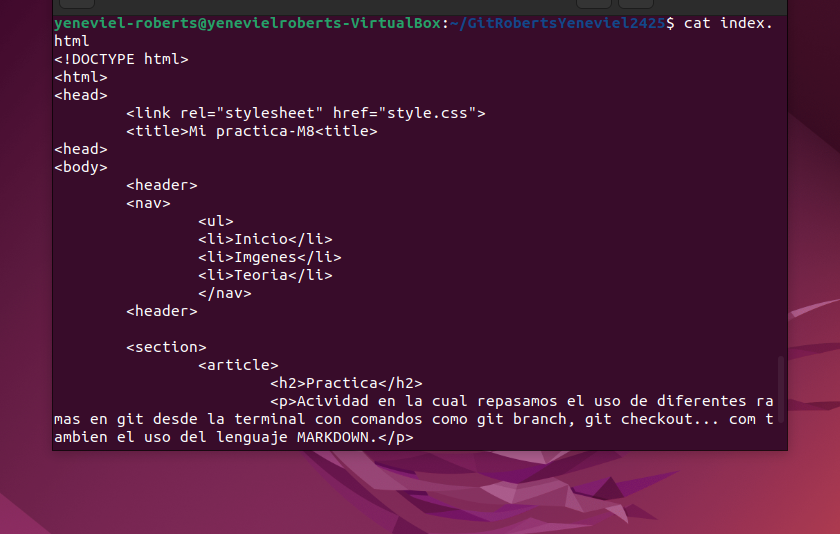 yeneviel-roberts@yenevielroberts-VirtualBox:~/GitRobertsYeneviel2425$ cat index.
html
<!DOCTYPE html>
<html>
<head>
        <link rel="stylesheet" href="style.css">
        <title>Mi practica-M8<title>
<head>
<body>
        <header>
        <nav>
                <ul>
                <li>Inicio</li>
                <li>Imgenes</li>
                <li>Teoria</li>
                </nav>
        <header>

        <section>
                <article>
                        <h2>Practica</h2>
                        <p>Acividad en la cual repasamos el uso de diferentes ra
mas en git desde la terminal con comandos como git branch, git checkout... com t
ambien el uso del lenguaje MARKDOWN.</p>